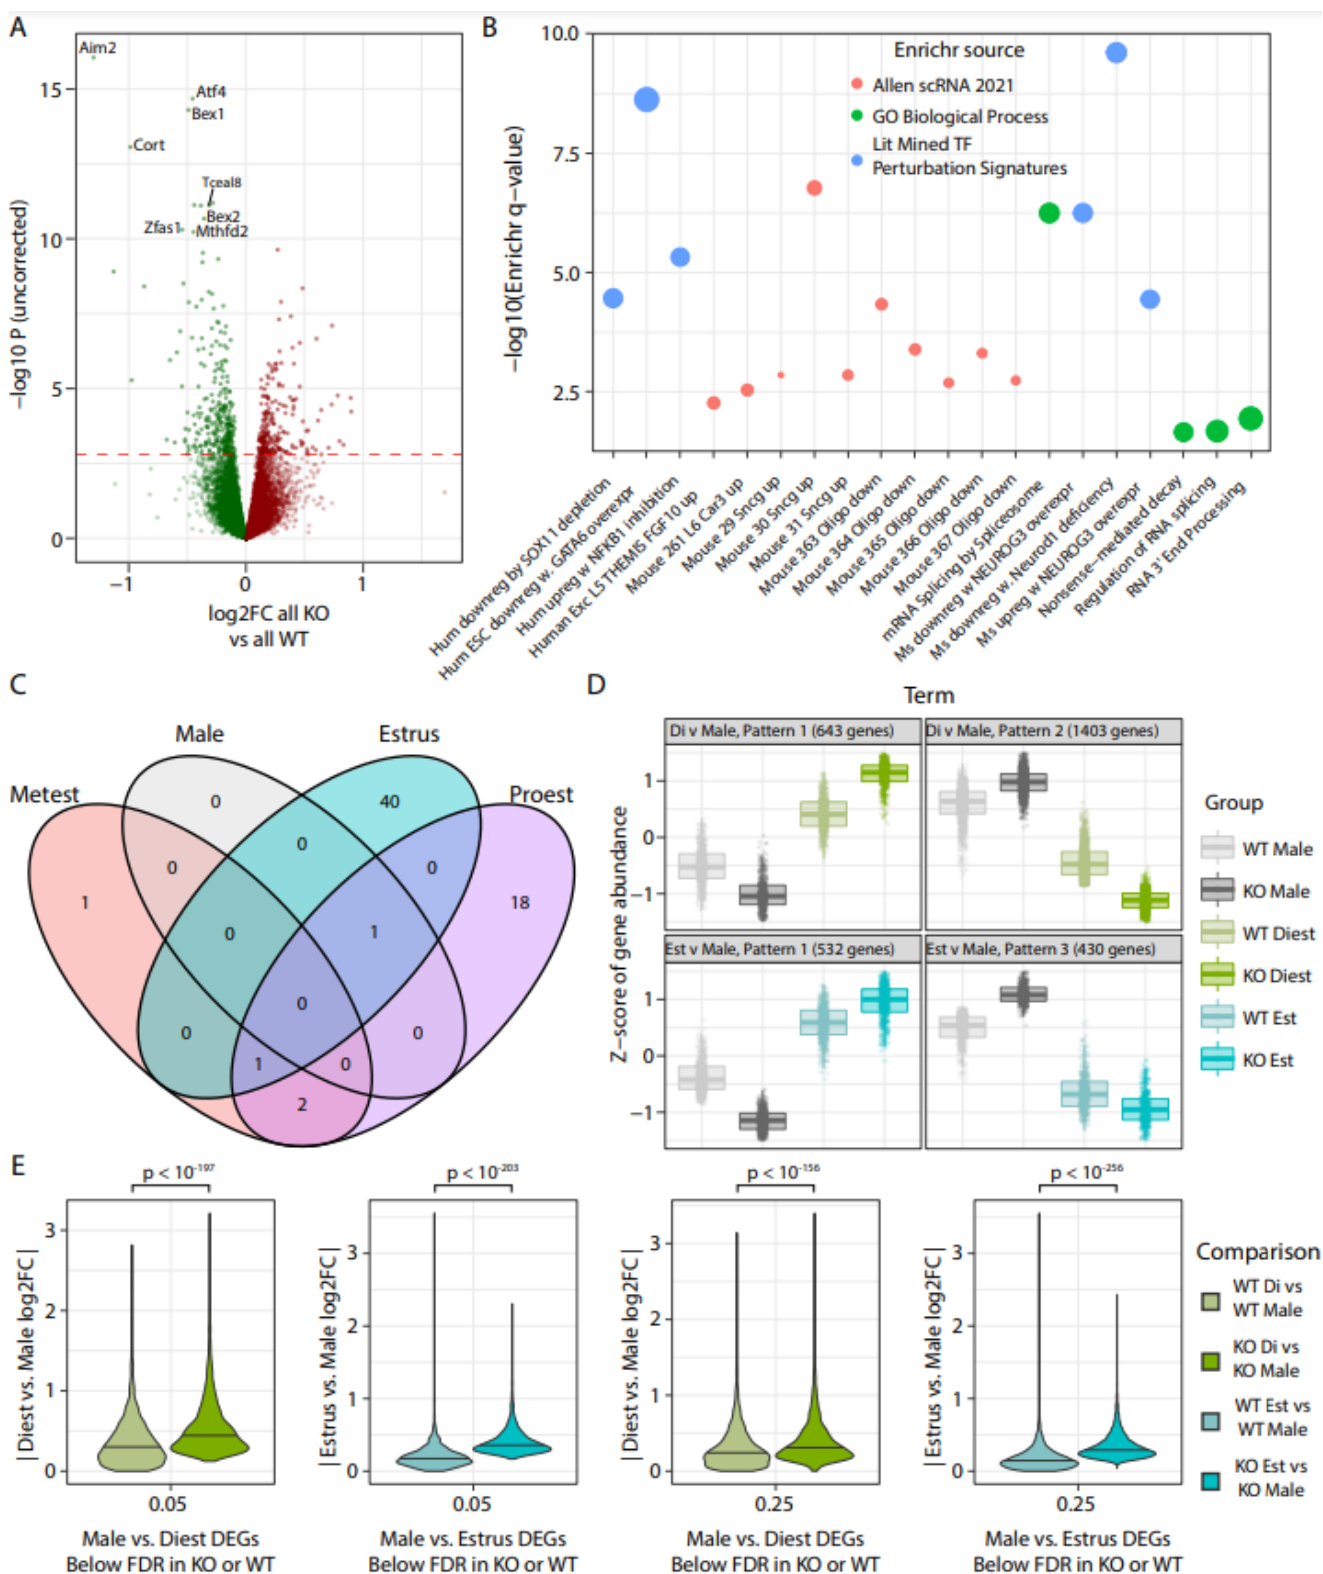 A
Aim2
Atf4
Bex1
Cort
Tceal8
Bex2
Zfas1
Mthfd2
15
10
5
0
−log10 P (uncorrected)
−1
0
1
log2FC all KO
vs all WT
B
10.0
7.5
5.0
2.5
−log10(Enrichr q−value)
Enrichr source
Allen scRNA 2021
GO Biological Process
Lit Mined TF
Perturbation Signatures
Hum downreg by SOX11 depletion
Hum ESC downreg w. GATA6 overexpr
Hum upreg w NFKB1 inhibition
Human Exc L5 THEMIS FGF10 up
Mouse 261 L6 Car3 up
Mouse 29 Sncg up
Mouse 30 Sncg up
Mouse 31 Sncg up
Mouse 363 Oligo down
Mouse 364 Oligo down
Mouse 365 Oligo down
Mouse 366 Oligo down
Mouse 367 Oligo down
mRNA Splicing by Spliceosome
Ms downreg w NEUROG3 overexpr
Ms downreg w. Neurod1 deficiency
Ms upreg w NEUROG3 overexpr
Nonsense−mediated decay
Regulation of RNA splicing
RNA 3' End Processing
Term
C
Male
Estrus
Metest
Proest
0
40
0
0
0
1
18
0
1
0
0
0
1
0
2
D
Z−score of gene abundance
Di v Male, Pattern 1 (643 genes)
Di v Male, Pattern 2 (1403 genes)
1
0
−1
Est v Male, Pattern 1 (532 genes)
Est v Male, Pattern 3 (430 genes)
1
0
−1
Group
WT Male
KO Male
WT Diest
KO Diest
WT Est
KO Est
E
p < 10-197
| Diest vs. Male log2FC|
3
2
1
0
0.05
Male vs. Diest DEGs
Below FDR in KO or WT
p < 10-203
|Estrus vs. Male log2FC|
3
2
1
0
0.05
Male vs. Estrus DEGs
Below FDR in KO or WT
p < 10-156
| Diest vs. Male log2FC|
3
2
1
0
0.25
Male vs. Diest DEGs
Below FDR in KO or WT
p < 10-256
|Estrus vs. Male log2FC|
3
2
1
0
0.25
Male vs. Estrus DEGs
Below FDR in KO or WT
Comparison
WT Di vs
WT Male
KO Di vs
KO Male
WT Est vs
WT Male
KO Est vs
KO Male